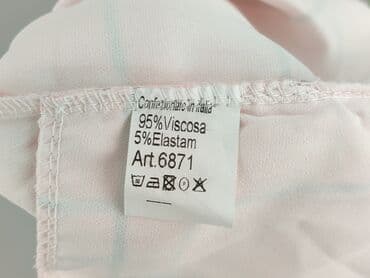 Confezionato in italia
95%Viscosa
5%Elastam
Art.6871